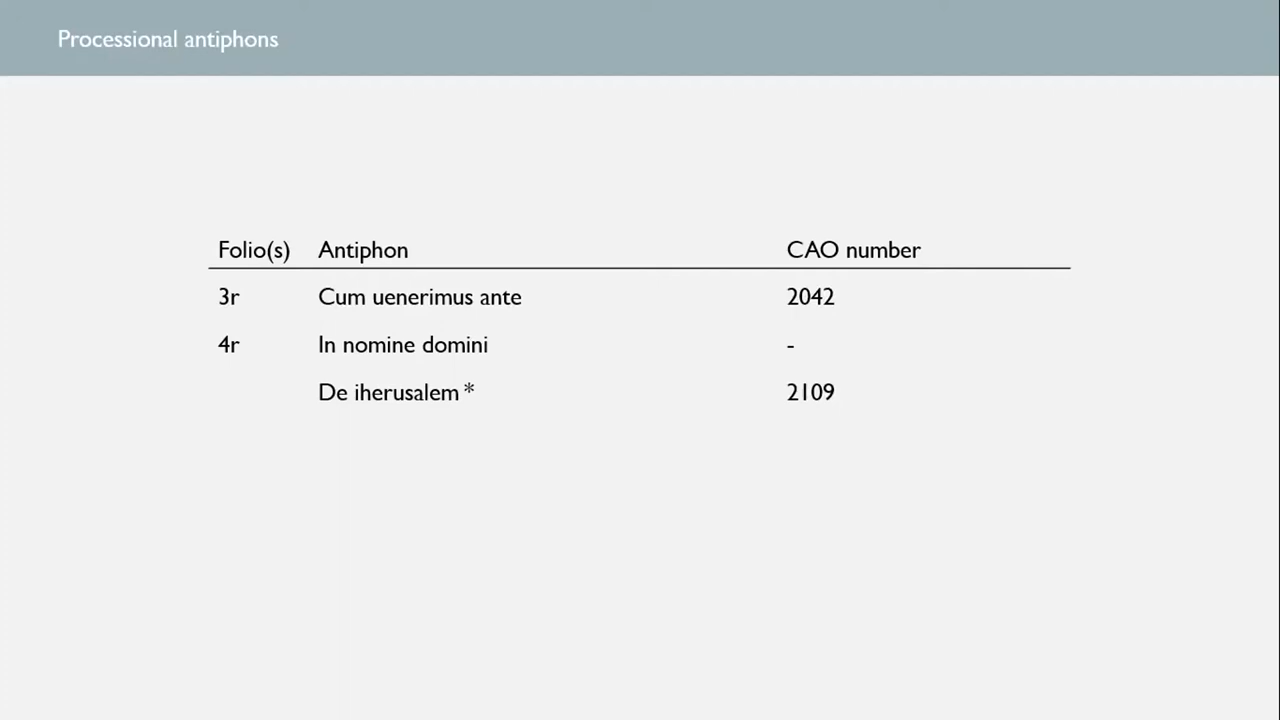 Processional antiphons
Folio(s) Antiphon CAO number
3r Cum uenerimus ante 2042
4r In nomine domini -
De iherusalem * 2109